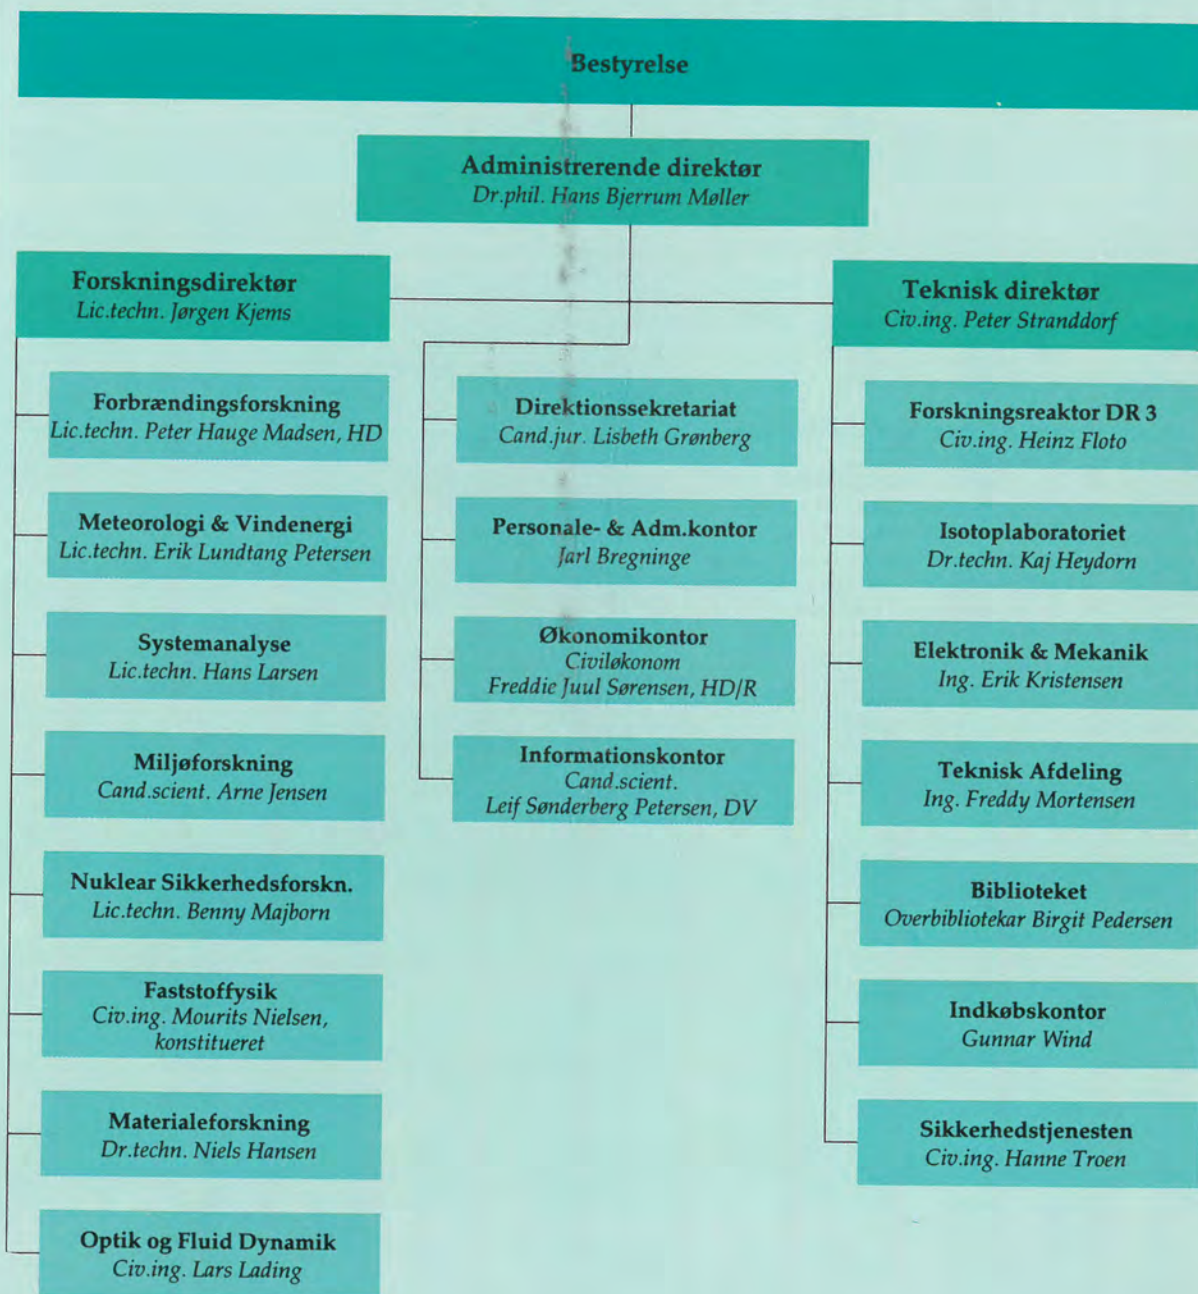 Bestyrelse
Administrerende direktør
Dr.phil. Hans Bjerrum Møller
Forskningsdirektør
Lic.techn. Jørgen Kjems
Forbrændingsforskning
Lic.techn. Peter Hauge Madsen, HD
Meteorologi & Vindenergi
Lic.techn. Erik Lundtang Petersen
Systemanalyse
Lic.techn. Hans Larsen
Miljøforskning
Cand.scient. Arne Jensen
Nuklear Sikkerhedsforskn.
Lic.techn. Benny Majborn
Faststoffysik
Civ.ing. Mourits Nielsen,
konstitueret
Materialeforskning
Dr.techn. Niels Hansen
Optik og Fluid Dynamik
Civ.ing. Lars Lading
Direktionssekretariat
Cand.jur. Lisbeth Grønberg
Personale- & Adm.kontor
Jarl Bregninge
Økonomikontor
Civiløkonom
Freddie Juul Sørensen, HD/R
Informationskontor
Cand.scient.
Leif Sønderberg Petersen, DV
Teknisk direktør
Civ.ing. Peter Stranddorf
Forskningsreaktor DR 3
Civ.ing. Heinz Floto
Isotoplaboratoriet
Dr.techn. Kaj Heydorn
Elektronik & Mekanik
Ing. Erik Kristensen
Teknisk Afdeling
Ing. Freddy Mortensen
Biblioteket
Overbibliotekar Birgit Pedersen
Indkøbskontor
Gunnar Wind
Sikkerhedstjenesten
Civ.ing. Hanne Troen